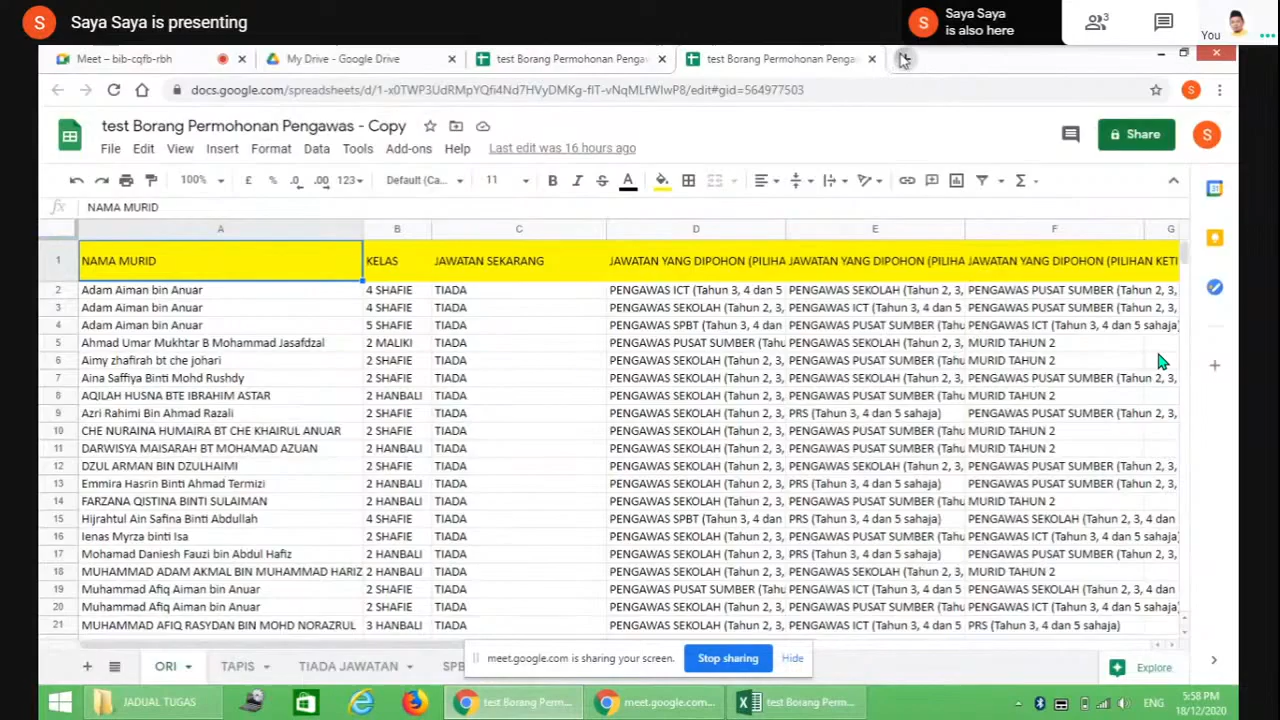 S Saya Saya is presenting
S Saya Saya
is also here
3
You
Meet – bib-cqfb-rbh
My Drive - Google Drive
test Borang Permohonan Penga
test Borang Permohonan Penga
docs.google.com/spreadsheets/d/1-x0TWP3UdRMpYQfi4Nd7HVyDMKg-fIT-vNqMLfWIwP8/edit#gid=564977503
S
test Borang Permohonan Pengawas - Copy
Share
S
File Edit View Insert Format Data Tools Add-ons Help Last edit was 16 hours ago
100% £ % .0 .00 123 Default (Ca... 11 B I S A
fx NAMA MURID
A B C D E F G
1 NAMA MURID KELAS JAWATAN SEKARANG JAWATAN YANG DIPOHON (PILIHA JAWATAN YANG DIPOHON (PILIHA JAWATAN YANG DIPOHON (PILIHAN KETI
2 Adam Aiman bin Anuar 4 SHAFIE TIADA PENGAWAS ICT (Tahun 3, 4 dan 5 PENGAWAS SEKOLAH (Tahun 2, 3, PENGAWAS PUSAT SUMBER (Tahun 2, 3,
3 Adam Aiman bin Anuar 4 SHAFIE TIADA PENGAWAS SEKOLAH (Tahun 2, 3, PENGAWAS ICT (Tahun 3, 4 dan 5 PENGAWAS PUSAT SUMBER (Tahun 2, 3,
4 Adam Aiman bin Anuar 5 SHAFIE TIADA PENGAWAS SPBT (Tahun 3, 4 dan PENGAWAS PUSAT SUMBER (Tahu PENGAWAS ICT (Tahun 3, 4 dan 5 sahaja)
5 Ahmad Umar Mukhtar B Mohammad Jasafdzal 2 MALIKI TIADA PENGAWAS PUSAT SUMBER (Tahu PENGAWAS SEKOLAH (Tahun 2, 3, MURID TAHUN 2
6 Aimy zhafirah bt che johari 2 SHAFIE TIADA PENGAWAS SEKOLAH (Tahun 2, 3, PENGAWAS PUSAT SUMBER (Tahu MURID TAHUN 2
7 Aina Saffiya Binti Mohd Rushdy 2 SHAFIE TIADA PENGAWAS SEKOLAH (Tahun 2, 3, PENGAWAS SEKOLAH (Tahun 2, 3, PENGAWAS PUSAT SUMBER (Tahun 2, 3,
8 AQILAH HUSNA BTE IBRAHIM ASTAR 2 HANBALI TIADA PENGAWAS SEKOLAH (Tahun 2, 3, PENGAWAS PUSAT SUMBER (Tahu MURID TAHUN 2
9 Azri Rahimi Bin Ahmad Razali 2 SHAFIE TIADA PENGAWAS SEKOLAH (Tahun 2, 3, PRS (Tahun 3, 4 dan 5 sahaja) PENGAWAS PUSAT SUMBER (Tahun 2, 3,
10 CHE NURAINA HUMAIRA BT CHE KHAIRUL ANUAR 2 SHAFIE TIADA PENGAWAS SEKOLAH (Tahun 2, 3, PENGAWAS PUSAT SUMBER (Tahu MURID TAHUN 2
11 DARWISYA MAISARAH BT MOHAMAD AZUAN 2 HANBALI TIADA PENGAWAS SEKOLAH (Tahun 2, 3, PENGAWAS PUSAT SUMBER (Tahu MURID TAHUN 2
12 DZUL ARMAN BIN DZULHAIMI 2 SHAFIE TIADA PENGAWAS SEKOLAH (Tahun 2, 3, PENGAWAS SEKOLAH (Tahun 2, 3, PENGAWAS PUSAT SUMBER (Tahun 2, 3,
13 Emmira Hasrin Binti Ahmad Termizi 2 HANBALI TIADA PENGAWAS SEKOLAH (Tahun 2, 3, PRS (Tahun 3, 4 dan 5 sahaja) PENGAWAS PUSAT SUMBER (Tahun 2, 3,
14 FARZANA QISTINA BINTI SULAIMAN 2 HANBALI TIADA PENGAWAS SEKOLAH (Tahun 2, 3, PENGAWAS PUSAT SUMBER (Tahu MURID TAHUN 2
15 Hijrahtul Ain Safina Binti Abdullah 4 SHAFIE TIADA PENGAWAS SPBT (Tahun 3, 4 dan PRS (Tahun 3, 4 dan 5 sahaja) PENGAWAS SEKOLAH (Tahun 2, 3, 4 dan
16 Ienas Myrza binti Isa 2 SHAFIE TIADA PENGAWAS SEKOLAH (Tahun 2, 3, PENGAWAS PUSAT SUMBER (Tahu PENGAWAS ICT (Tahun 3, 4 dan 5 sahaja)
17 Mohamad Daniesh Fauzi bin Abdul Hafiz 2 HANBALI TIADA PENGAWAS SEKOLAH (Tahun 2, 3, PRS (Tahun 3, 4 dan 5 sahaja) PENGAWAS PUSAT SUMBER (Tahun 2, 3,
18 MUHAMMAD ADAM AKMAL BIN MUHAMMAD HARIZ 2 HANBALI TIADA PENGAWAS SEKOLAH (Tahun 2, 3, PENGAWAS SEKOLAH (Tahun 2, 3, MURID TAHUN 2
19 Muhammad Afiq Aiman bin Anuar 2 SHAFIE TIADA PENGAWAS PUSAT SUMBER (Tahu PENGAWAS ICT (Tahun 3, 4 dan 5 PENGAWAS SEKOLAH (Tahun 2, 3, 4 dan
20 Muhammad Afiq Aiman bin Anuar 2 SHAFIE TIADA PENGAWAS SEKOLAH (Tahun 2, 3, PENGAWAS PUSAT SUMBER (Tahu PENGAWAS ICT (Tahun 3, 4 dan 5 sahaja)
21 MUHAMMAD AFIQ RASYDAN BIN MOHD NORAZRUL 3 HANBALI TIADA PENGAWAS SEKOLAH (Tahun 2, 3, PENGAWAS ICT (Tahun 3, 4 dan 5 PRS (Tahun 3, 4 dan 5 sahaja)
ORI TAPIS TIADA JAWATAN SPB
meet.google.com is sharing your screen. Stop sharing Hide
Explore
JADUAL TUGAS
test Borang Perm...
meet.google.com...
test Borang Perm...
ENG
5:58 PM
18/12/2020